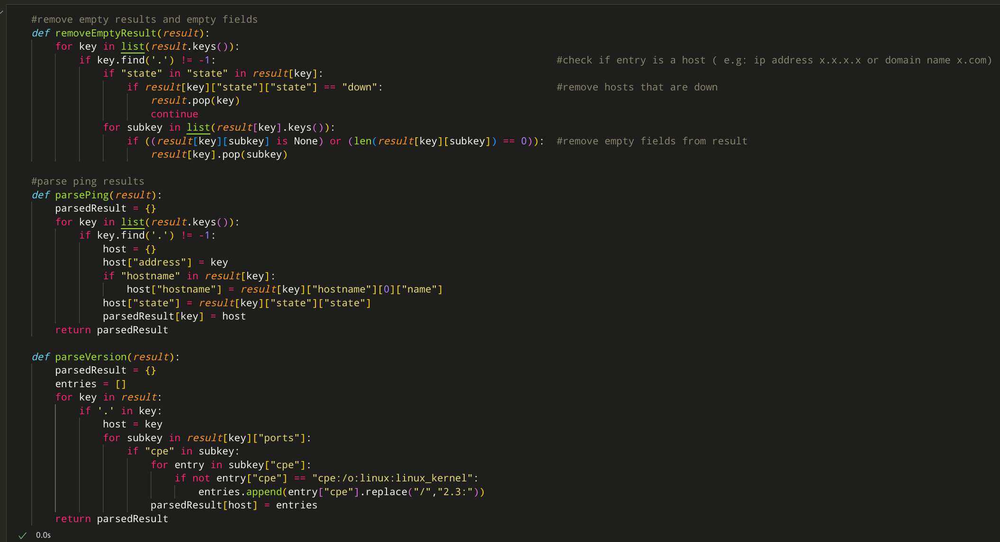 #remove empty results and empty fields
def removeEmptyResult(result):
    for key in list(result.keys()):
        if key.find('.') != -1:                                                         #check if entry is a host ( e.g: ip address x.x.x.x or domain name x.com)
            if "state" in "state" in result[key]:
                if result[key]["state"]["state"] == "down":                             #remove hosts that are down
                    result.pop(key)
                    continue
            for subkey in list(result[key].keys()):
                if ((result[key][subkey] is None) or (len(result[key][subkey]) == 0)):  #remove empty fields from result
                    result[key].pop(subkey)

#parse ping results
def parsePing(result):
    parsedResult = {}
    for key in list(result.keys()):
        if key.find('.') != -1:
            host = {}
            host["address"] = key
            if "hostname" in result[key]:
                host["hostname"] = result[key]["hostname"][0]["name"]
            host["state"] = result[key]["state"]["state"]
            parsedResult[key] = host
    return parsedResult

def parseVersion(result):
    parsedResult = {}
    entries = []
    for key in result:
        if '.' in key:
            host = key
            for subkey in result[key]["ports"]:
                if "cpe" in subkey:
                    for entry in subkey["cpe"]:
                        if not entry["cpe"] == "cpe:/o:linux:linux_kernel":
                            entries.append(entry["cpe"].replace("/","2.3:"))
                    parsedResult[host] = entries
    return parsedResult
0.0s